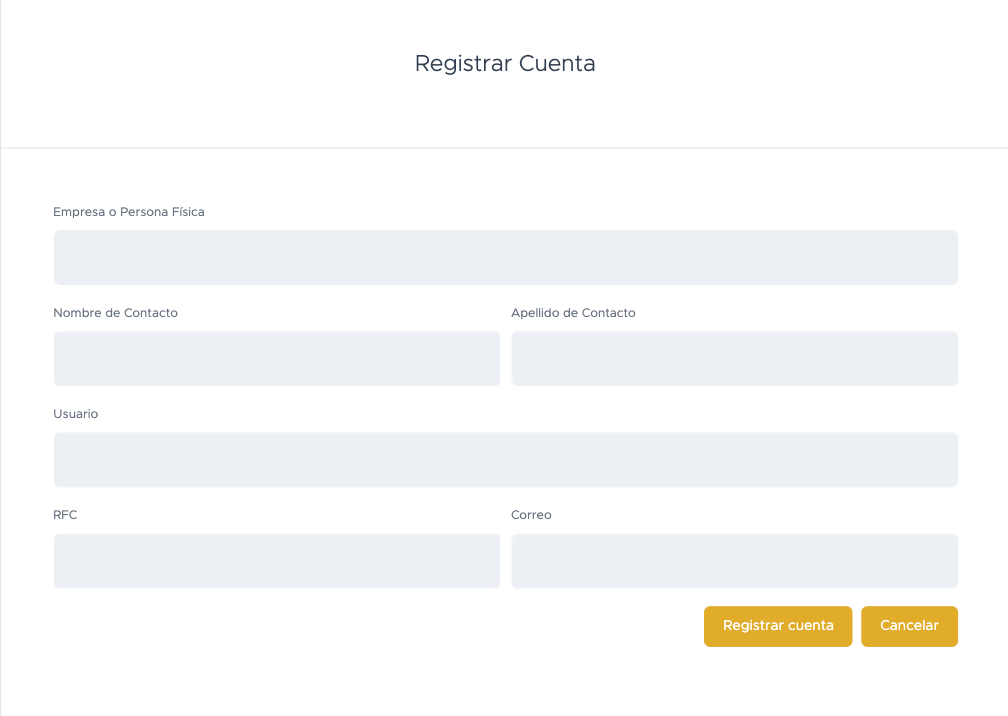 Registrar Cuenta
Empresa o Persona Física
Nombre de Contacto
Apellido de Contacto
Usuario
RFC
Correo
Registrar cuenta
Cancelar